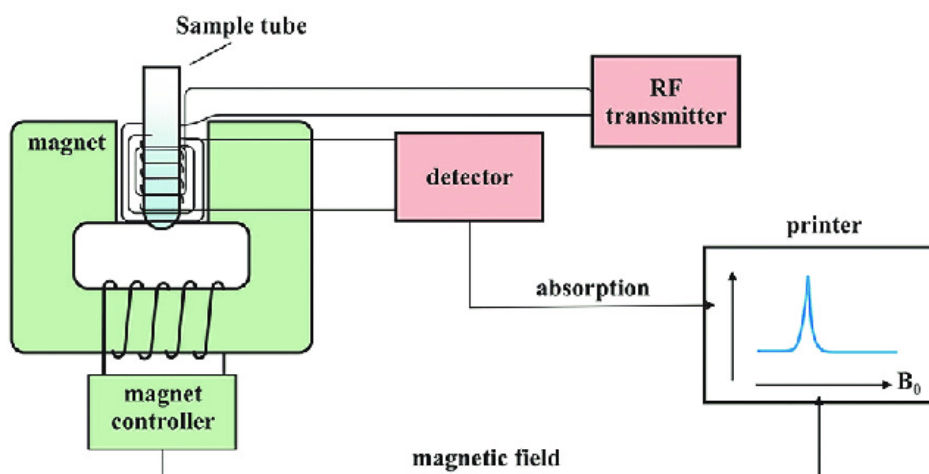 Sample tube
RF
transmitter
magnet
detector
printer
absorption
B₀
magnet
controller
magnetic field